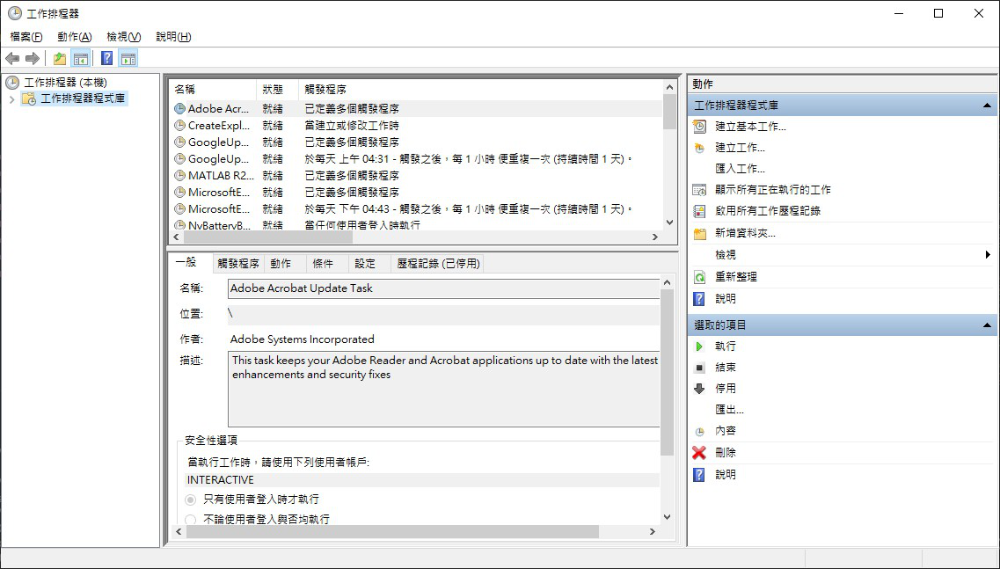 工作排程器
檔案(F) 動作(A) 檢視(V) 說明(H)
工作排程器 (本機)
工作排程器程式庫
名稱 狀態 觸發程序
Adobe Acr... 就緒 已定義多個觸發程序
CreateExpl... 就緒 當建立或修改工作時
GoogleUp... 就緒 已定義多個觸發程序
GoogleUp... 就緒 於每天 上午 04:31 - 觸發之後，每 1 小時 便重複一次 (持續時間 1 天)。
MATLAB R2... 就緒 已定義多個觸發程序
MicrosoftE... 就緒 已定義多個觸發程序
MicrosoftE... 就緒 於每天 下午 04:43 - 觸發之後，每 1 小時 便重複一次 (持續時間 1 天)。
NvBatteryB... 就緒 當任何使用者登入時執行
一般 觸發程序 動作 條件 設定 歷程記錄 (已停用)
名稱: Adobe Acrobat Update Task
位置: \
作者: Adobe Systems Incorporated
描述: This task keeps your Adobe Reader and Acrobat applications up to date with the latest
enhancements and security fixes
安全性選項
當執行工作時，請使用下列使用者帳戶:
INTERACTIVE
只有使用者登入時才執行
不論使用者登入與否均執行
動作
工作排程器程式庫
建立基本工作...
建立工作...
匯入工作...
顯示所有正在執行的工作
啟用所有工作歷程記錄
新增資料夾...
檢視
重新整理
說明
選取的項目
執行
結束
停用
匯出...
內容
刪除
說明